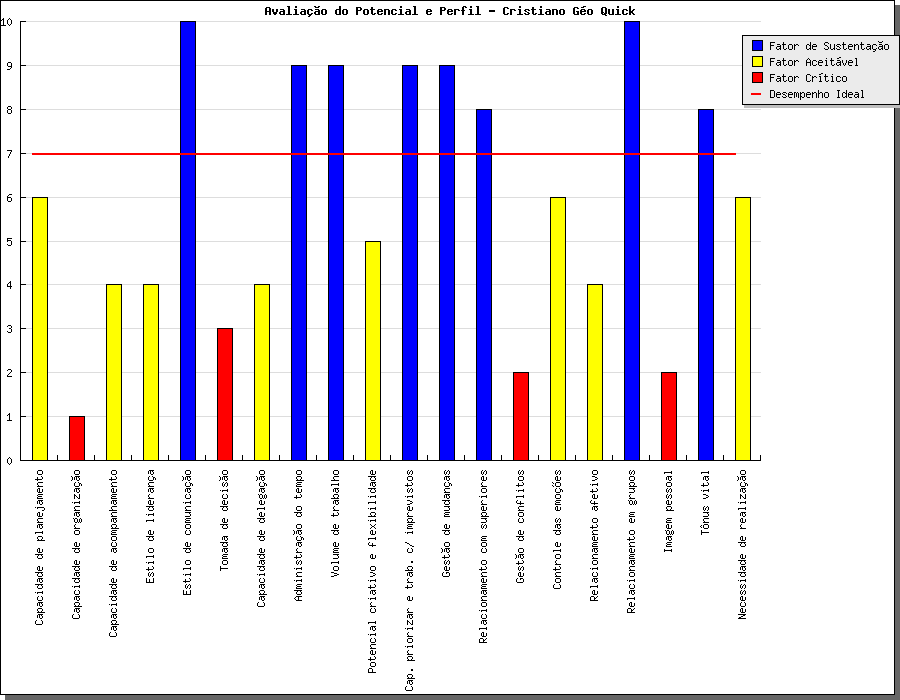 Avaliação do Potencial e Perfil - Cristiano Géo Quick
10
9
8
7
6
5
4
3
2
1
0
Fator de Sustentação
Fator Aceitável
Fator Crítico
Desempenho Ideal
Capacidade de planejamento
Capacidade de organização
Capacidade de acompanhamento
Estilo de liderança
Estilo de comunicação
Tomada de decisão
Capacidade de delegação
Administração do tempo
Volume de trabalho
Potencial criativo e flexibilidade
Cap. priorizar e trab. c/ imprevistos
Gestão de mudanças
Relacionamento com superiores
Gestão de conflitos
Controle das emoções
Relacionamento afetivo
Relacionamento em grupos
Imagem pessoal
Tônus vital
Necessidade de realização